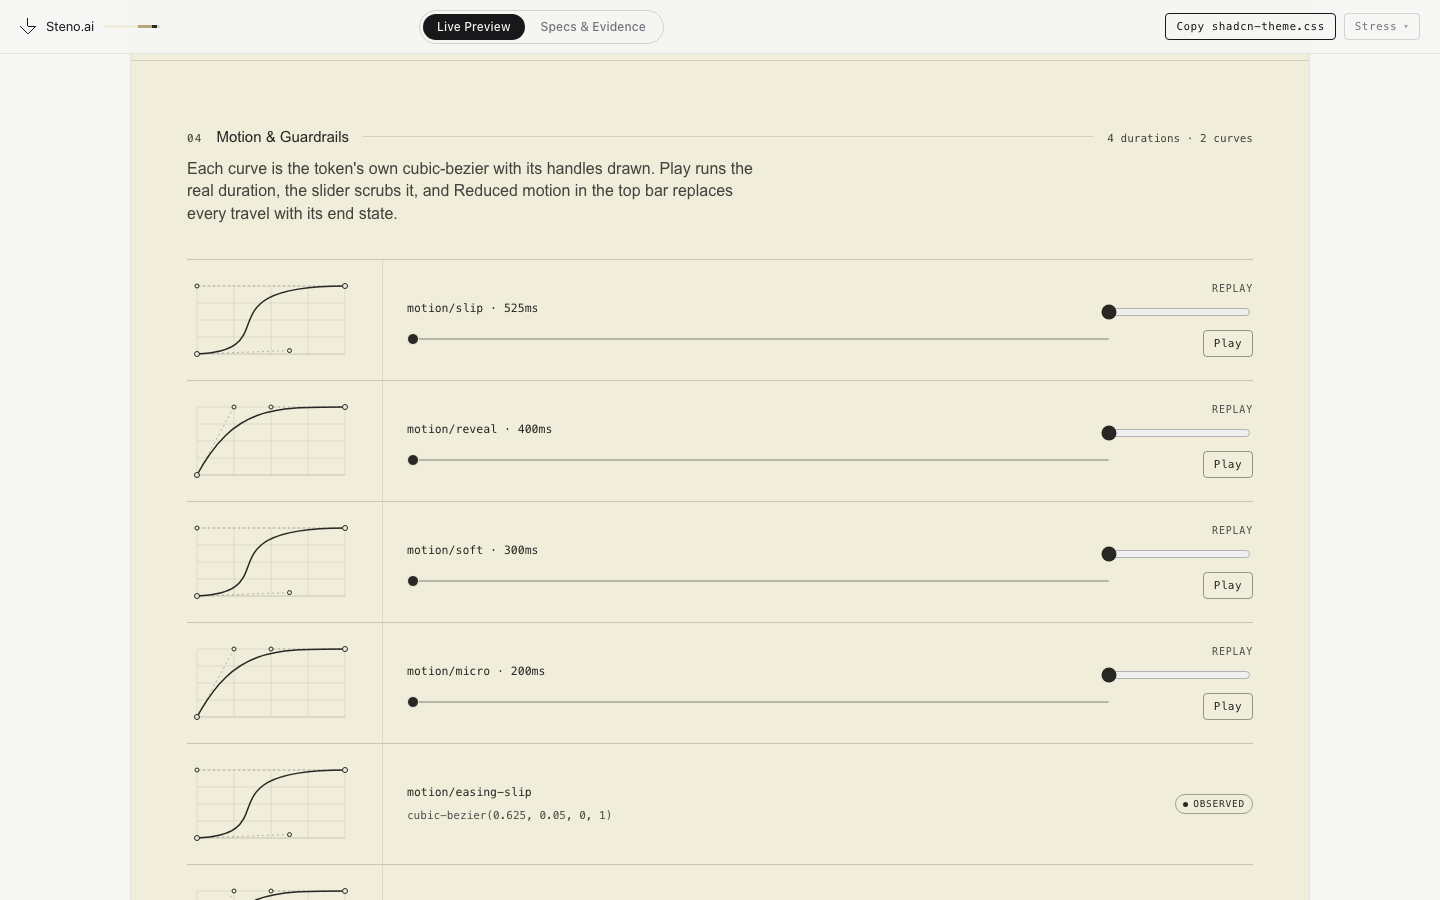 Steno.ai
Live Preview
Specs & Evidence
Copy shadcn-theme.css
Stress
04 Motion & Guardrails
4 durations · 2 curves
Each curve is the token's own cubic-bezier with its handles drawn. Play runs the
real duration, the slider scrubs it, and Reduced motion in the top bar replaces
every travel with its end state.
motion/slip · 525ms
REPLAY
Play
motion/reveal · 400ms
REPLAY
Play
motion/soft · 300ms
REPLAY
Play
motion/micro · 200ms
REPLAY
Play
motion/easing-slip
cubic-bezier(0.625, 0.05, 0, 1)
OBSERVED